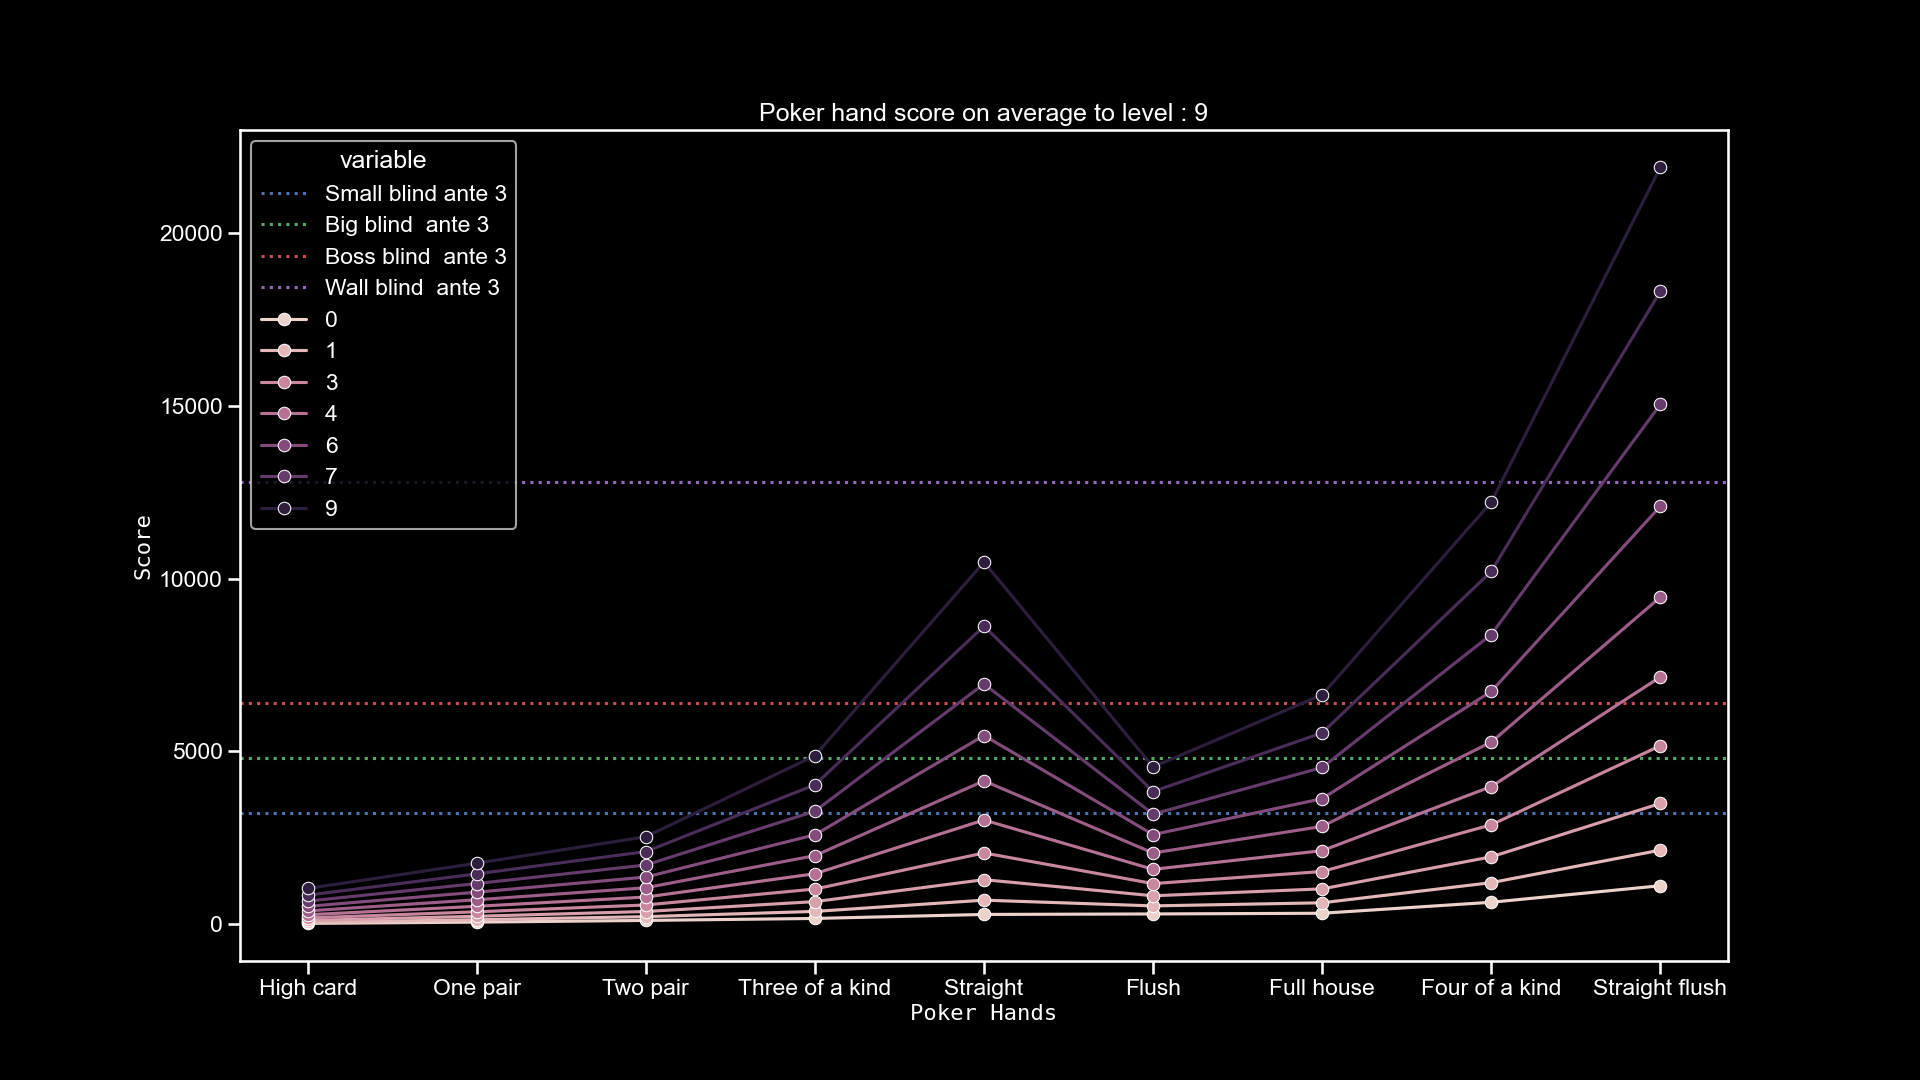 Poker hand score on average to level : 9
variable
Small blind ante 3
Big blind  ante 3
Boss blind  ante 3
Wall blind  ante 3
0
1
3
4
6
7
9
Score
20000
15000
10000
5000
0
High card One pair Two pair Three of a kind Straight Flush Full house Four of a kind Straight flush
Poker Hands